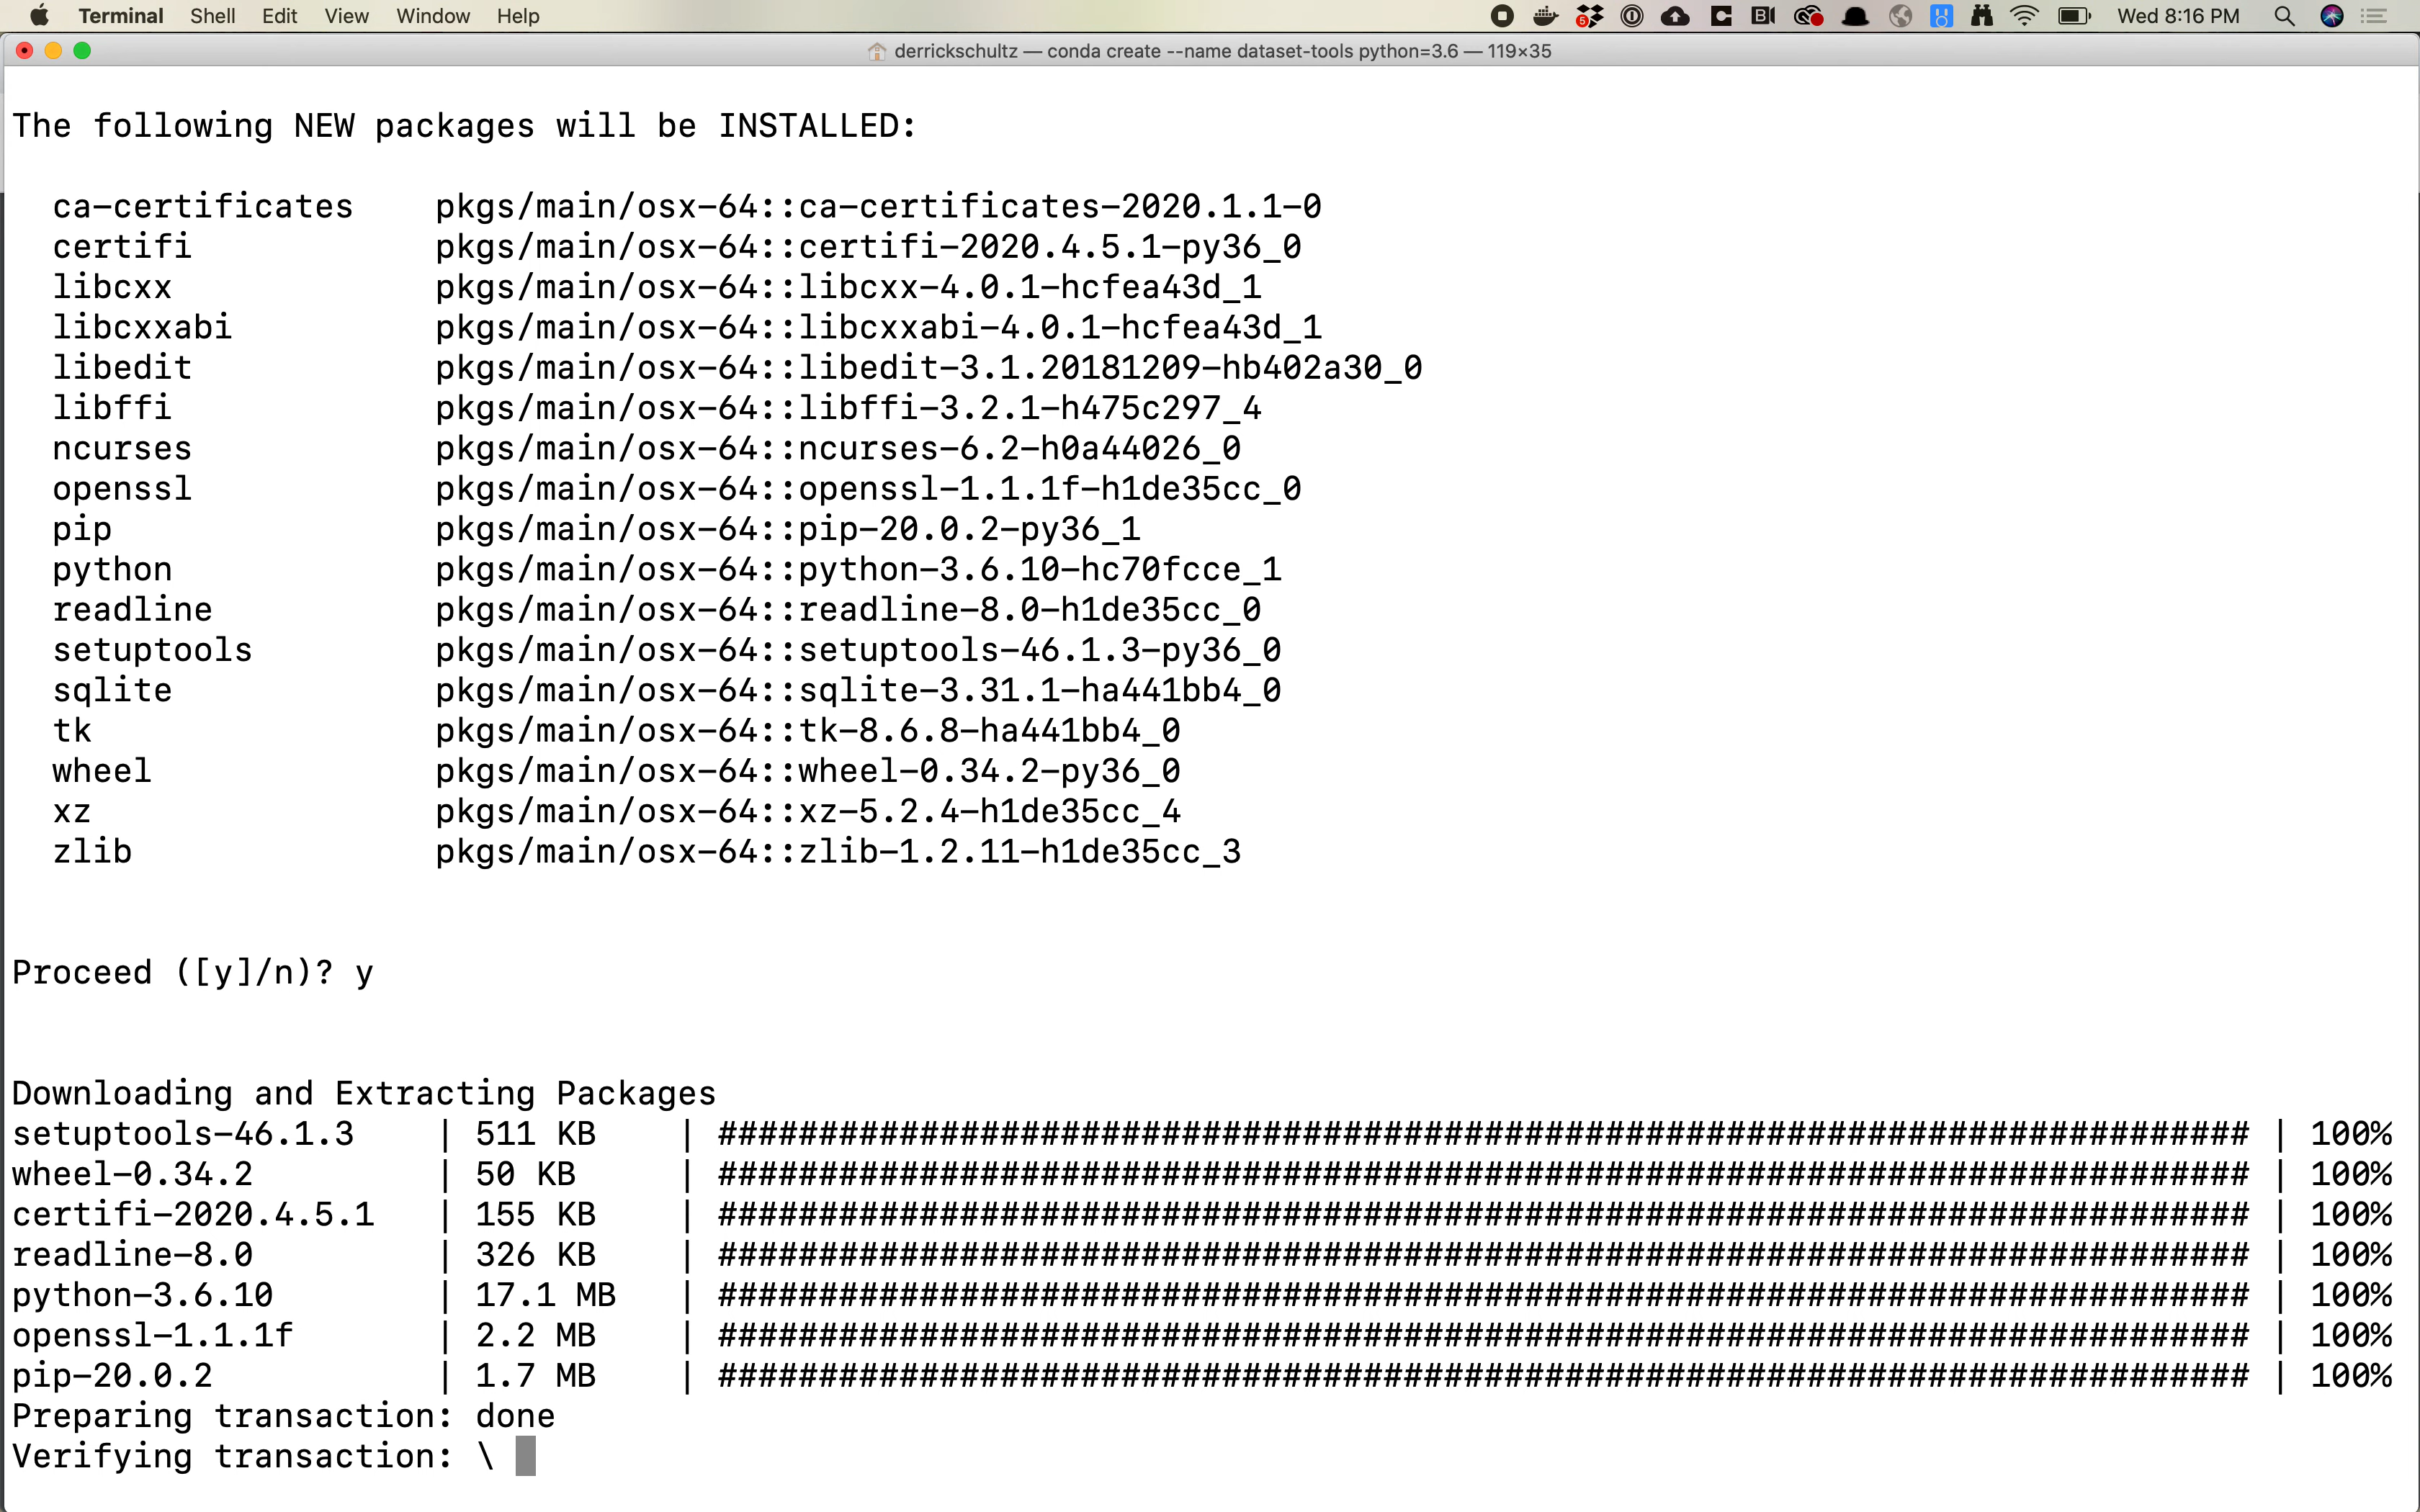 Terminal Shell Edit View Window Help 5 Wed 8:16 PM
derrickschultz — conda create --name dataset-tools python=3.6 — 119×35
The following NEW packages will be INSTALLED:
ca-certificates pkgs/main/osx-64::ca-certificates-2020.1.1-0
certifi pkgs/main/osx-64::certifi-2020.4.5.1-py36_0
libcxx pkgs/main/osx-64::libcxx-4.0.1-hcfea43d_1
libcxxabi pkgs/main/osx-64::libcxxabi-4.0.1-hcfea43d_1
libedit pkgs/main/osx-64::libedit-3.1.20181209-hb402a30_0
libffi pkgs/main/osx-64::libffi-3.2.1-h475c297_4
ncurses pkgs/main/osx-64::ncurses-6.2-h0a44026_0
openssl pkgs/main/osx-64::openssl-1.1.1f-h1de35cc_0
pip pkgs/main/osx-64::pip-20.0.2-py36_1
python pkgs/main/osx-64::python-3.6.10-hc70fcce_1
readline pkgs/main/osx-64::readline-8.0-h1de35cc_0
setuptools pkgs/main/osx-64::setuptools-46.1.3-py36_0
sqlite pkgs/main/osx-64::sqlite-3.31.1-ha441bb4_0
tk pkgs/main/osx-64::tk-8.6.8-ha441bb4_0
wheel pkgs/main/osx-64::wheel-0.34.2-py36_0
xz pkgs/main/osx-64::xz-5.2.4-h1de35cc_4
zlib pkgs/main/osx-64::zlib-1.2.11-h1de35cc_3
Proceed ([y]/n)? y
Downloading and Extracting Packages
setuptools-46.1.3 | 511 KB | ############################################################################ | 100%
wheel-0.34.2 | 50 KB | ############################################################################ | 100%
certifi-2020.4.5.1 | 155 KB | ############################################################################ | 100%
readline-8.0 | 326 KB | ############################################################################ | 100%
python-3.6.10 | 17.1 MB | ############################################################################ | 100%
openssl-1.1.1f | 2.2 MB | ############################################################################ | 100%
pip-20.0.2 | 1.7 MB | ############################################################################ | 100%
Preparing transaction: done
Verifying transaction: \